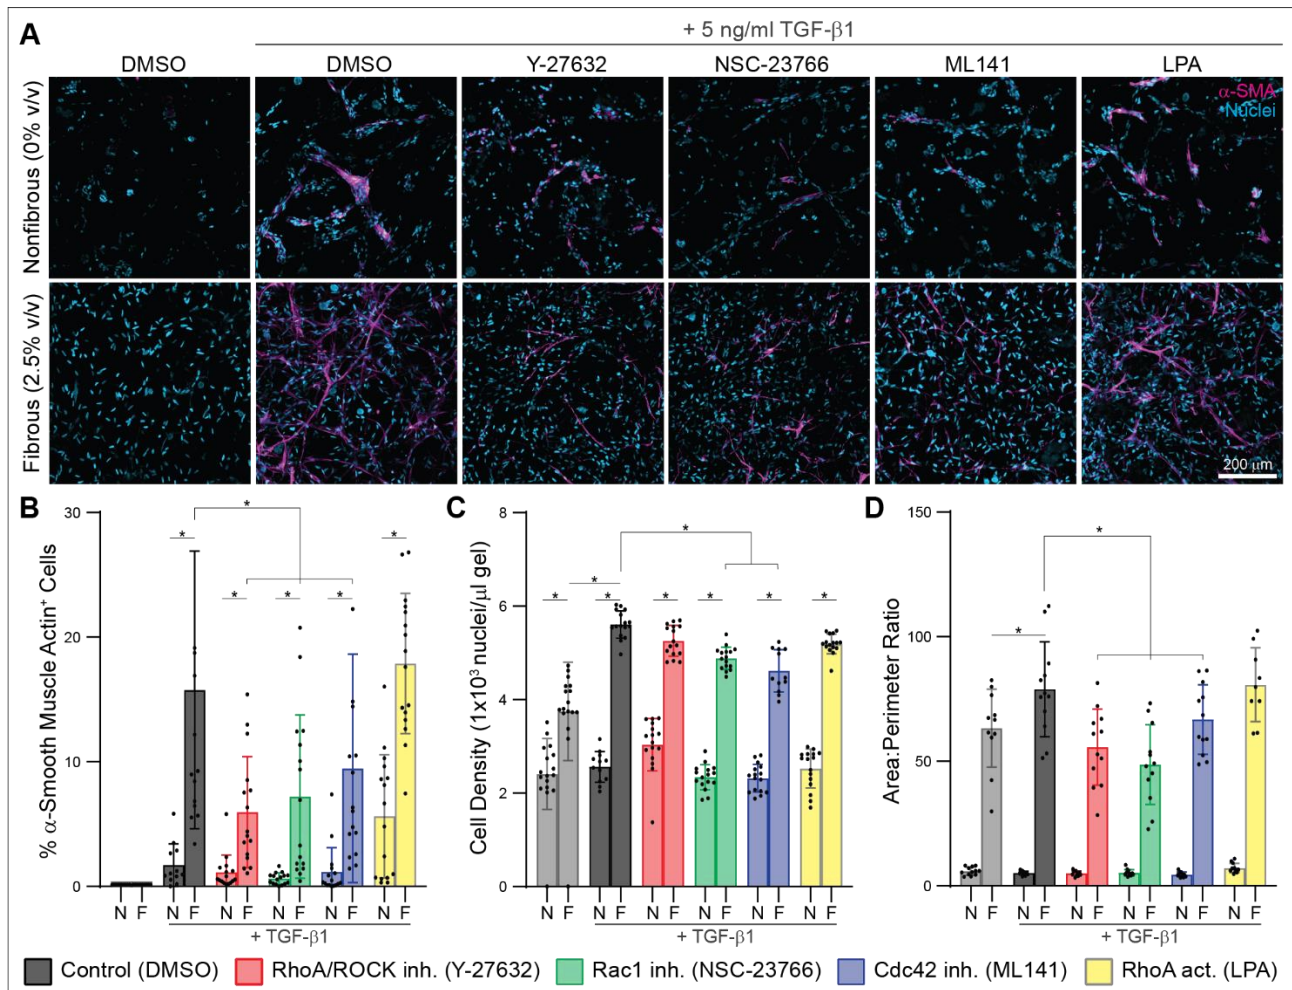 A
+ 5 ng/ml TGF-β1
DMSO DMSO Y-27632 NSC-23766 ML141 LPA
Nonfibrous (0% v/v)
α-SMA
Nuclei
Fibrous (2.5% v/v)
200 μm
B
% α-Smooth Muscle Actin⁺ Cells
30
20
10
0
* * * * * *
N F N F N F N F N F N F
+ TGF-β1
C
Cell Density (1x10³ nuclei/μl gel)
8
6
4
2
0
* * * * * * * *
N F N F N F N F N F N F
+ TGF-β1
D
Area:Perimeter Ratio
150
100
50
0
* *
N F N F N F N F N F N F
+ TGF-β1
Control (DMSO) RhoA/ROCK inh. (Y-27632) Rac1 inh. (NSC-23766) Cdc42 inh. (ML141) RhoA act. (LPA)